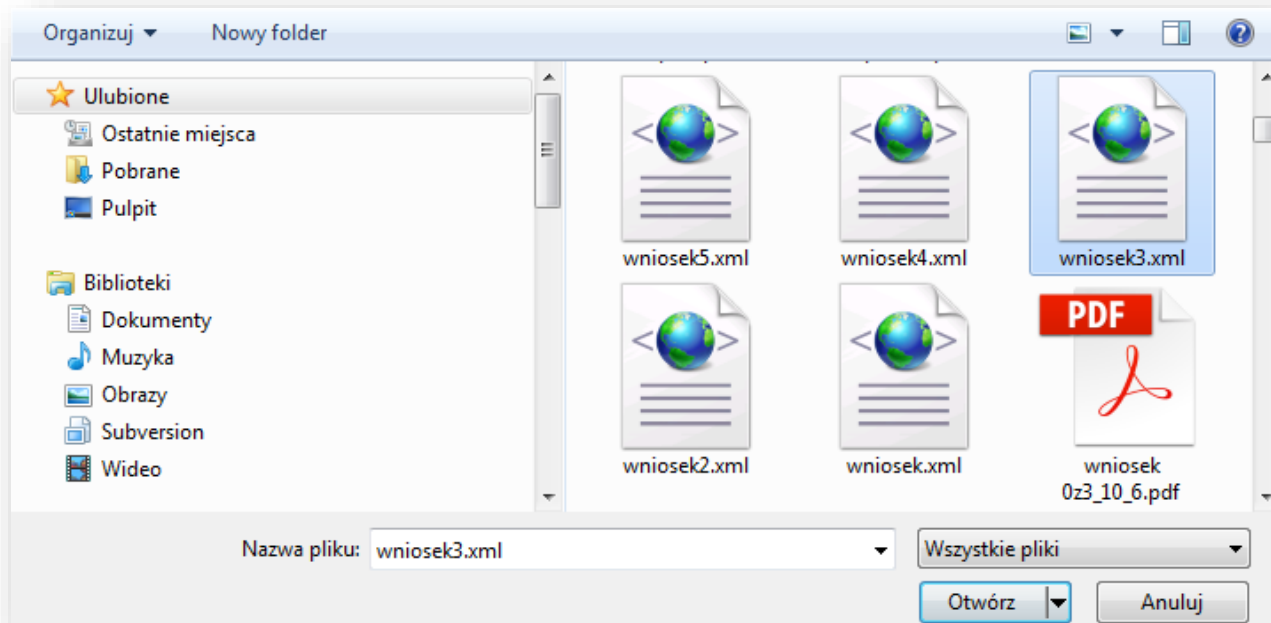 Organizuj
Nowy folder
Ulubione
Ostatnie miejsca
Pobrane
Pulpit
Biblioteki
Dokumenty
Muzyka
Obrazy
Subversion
Wideo
wniosek5.xml
wniosek4.xml
wniosek3.xml
PDF
wniosek2.xml
wniosek.xml
wniosek
0z3_10_6.pdf
Nazwa pliku: wniosek3.xml
Wszystkie pliki
Otwórz
Anuluj